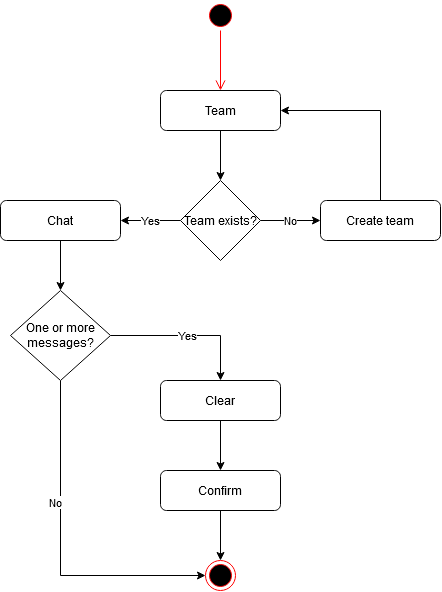 Team
Chat
Yes
Team exists?
No
Create team
One or more
messages?
Yes
Clear
Confirm
No